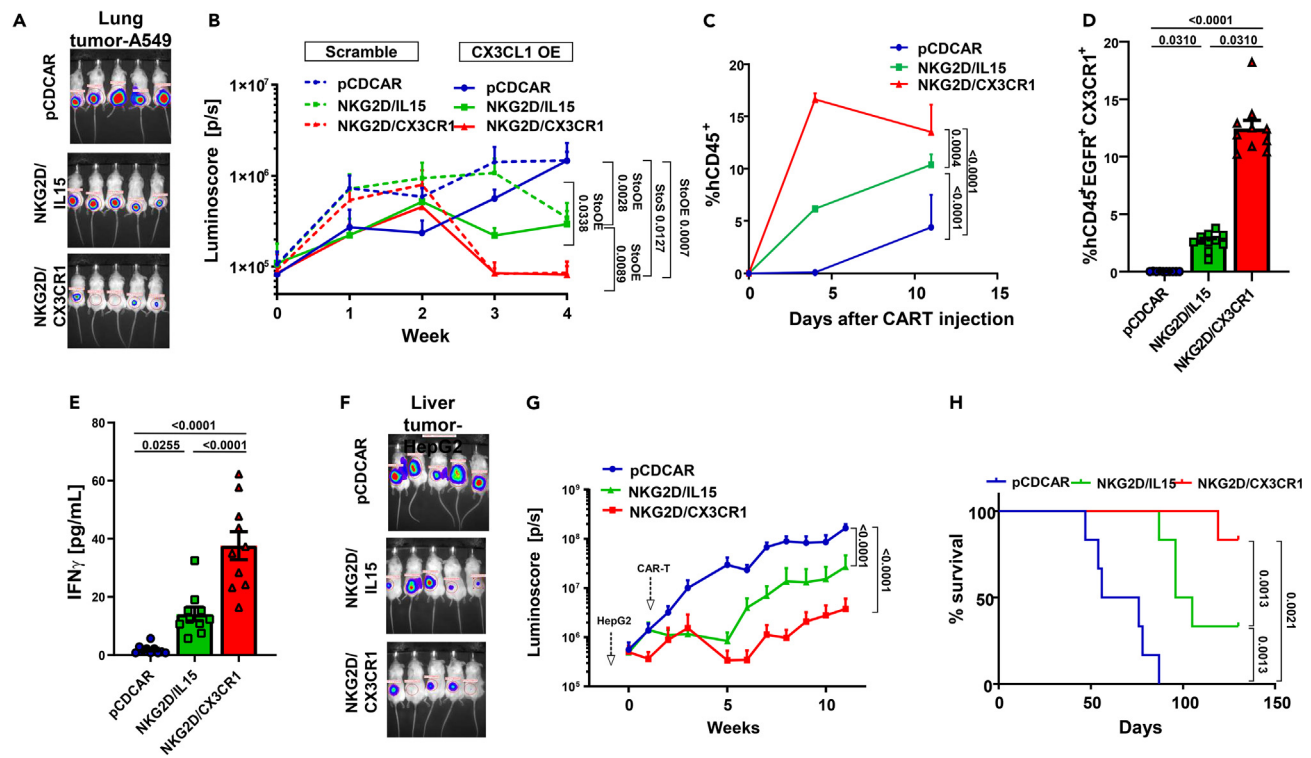 A
Lung
tumor-A549
pCDCAR
NKG2D/
IL15
NKG2D/
CX3CR1
B
Scramble
CX3CL1 OE
pCDCAR
NKG2D/IL15
NKG2D/CX3CR1
pCDCAR
NKG2D/IL15
NKG2D/CX3CR1
Luminoscore [p/s]
1×10⁷
1×10⁶
1×10⁵
0
1
2
3
4
Week
StoOE
0.0338
StoOE
0.0028
StoOE
0.0089
StoS 0.0127
StoOE 0.0007
C
pCDCAR
NKG2D/IL15
NKG2D/CX3CR1
%hCD45⁺
20
15
10
5
0
0
5
10
15
Days after CART injection
0.0004
<0.0001
<0.0001
D
<0.0001
0.0310
0.0310
%hCD45⁺EGFR⁺ CX3CR1⁺
20
15
10
5
0
pCDCAR
NKG2D/IL15
NKG2D/CX3CR1
E
<0.0001
0.0255
<0.0001
IFNγ [pg/mL]
80
60
40
20
0
pCDCAR
NKG2D/IL15
NKG2D/CX3CR1
F
Liver
tumor-
HepG2
pCDCAR
NKG2D/
IL15
NKG2D/
CX3CR1
G
pCDCAR
NKG2D/IL15
NKG2D/CX3CR1
Luminoscore [p/s]
10⁹
10⁸
10⁷
10⁶
10⁵
HepG2
CAR-T
0
5
10
Weeks
<0.0001
<0.0001
H
pCDCAR
NKG2D/IL15
NKG2D/CX3CR1
% survival
100
50
0
0
50
100
150
Days
0.0013
0.0013
0.0021